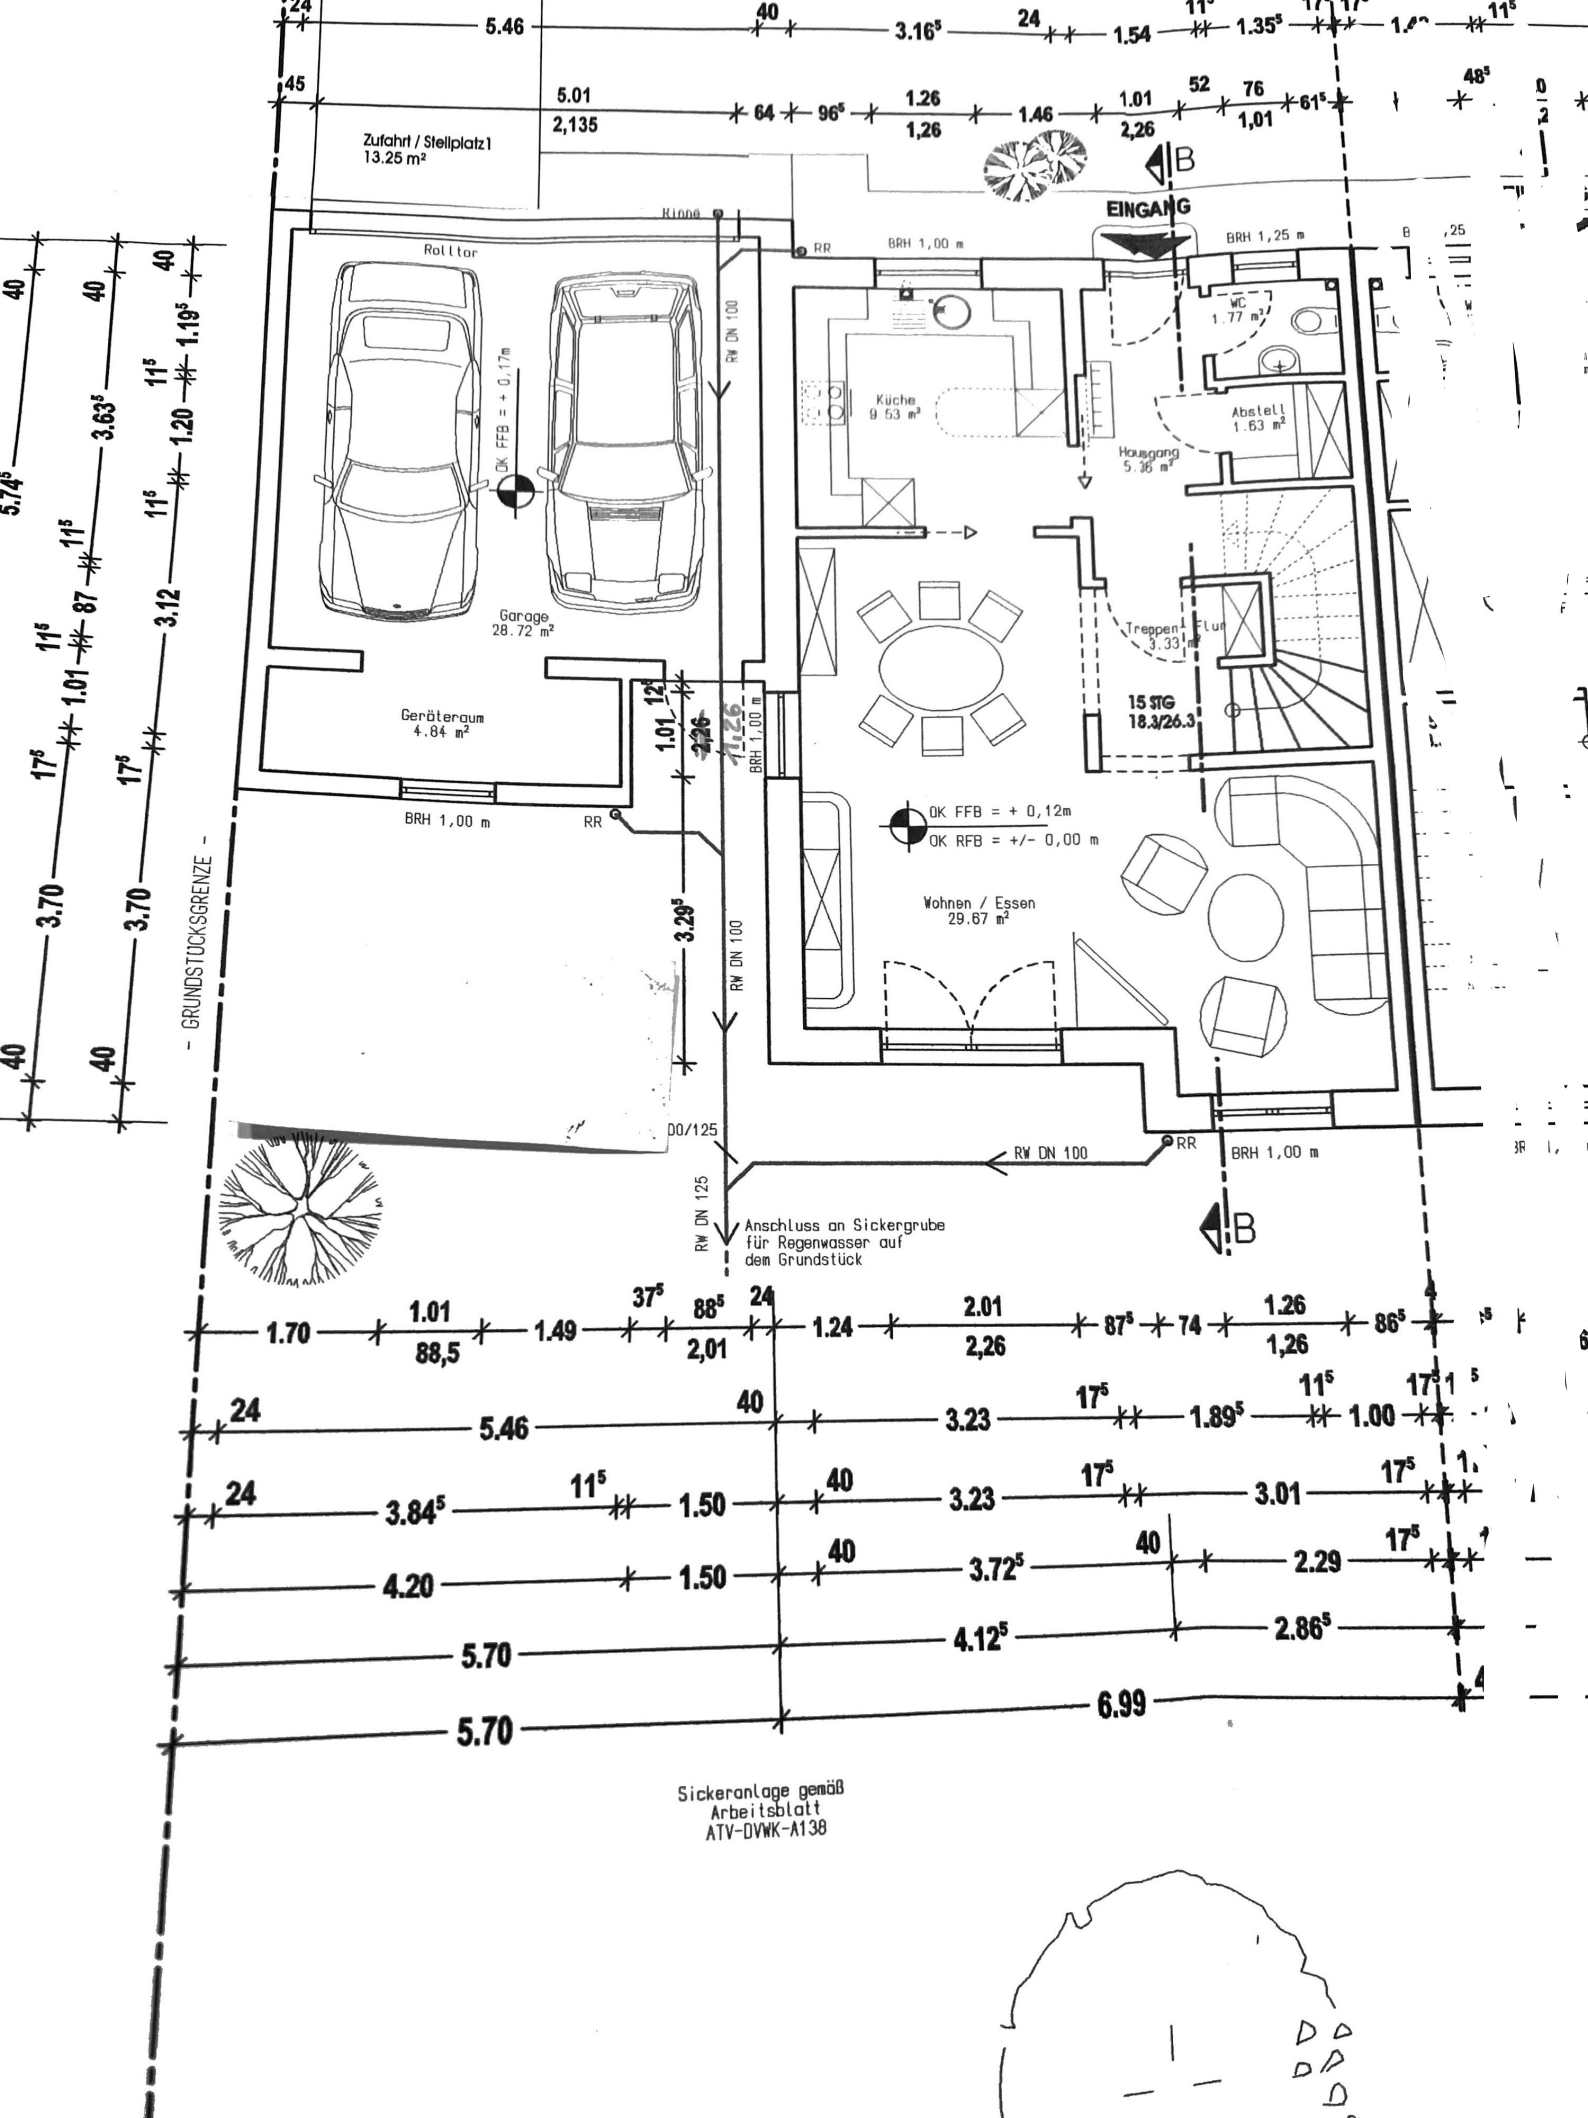 24
5.46
40
3.16⁵
24
1.54
11⁵
1.35⁵
17⁵
17⁵
11⁵
45
5.01
2,135
64
96⁵
1.26
1,26
1.46
1.01
2,26
52
76
1,01
61⁵
48⁵
Zufahrt / Stellplatz1
13.25 m²
B
EINGANG
Rinne
RR
BRH 1,00 m
BRH 1,25 m
B
,25
Rolltor
RW DN 100
OK FFB = + 0,17m
WC
1.77 m²
Küche
9.53 m²
Abstell
1.63 m²
Hausgang
5.36 m²
Garage
28.72 m²
Treppen- Flur
3.33 m²
15 STG
18.3/26.3
Geräteraum
4.84 m²
12⁵
1.01
2,26
1,26
BRH 1,00 m
BRH 1,00 m
RR
OK FFB = + 0,12m
OK RFB = +/- 0,00 m
Wohnen / Essen
29.67 m²
3.29⁵
RW DN 100
- GRUNDSTÜCKSGRENZE -
40
5.74⁵
40
40
3.63⁵
11⁵
87
11⁵
1.01
17⁵
3.70
40
40
1.19⁵
11⁵
1.20
11⁵
3.12
17⁵
3.70
40
00/125
RW DN 100
RR
BRH 1,00 m
RW DN 125
Anschluss an Sickergrube
für Regenwasser auf
dem Grundstück
B
1.70
1.01
88,5
1.49
37⁵
88⁵
2,01
24
1.24
2.01
2,26
87⁵
74
1.26
1,26
86⁵
4
24
5.46
40
3.23
17⁵
1.89⁵
11⁵
1.00
17⁵
24
3.84⁵
11⁵
1.50
40
3.23
17⁵
3.01
17⁵
4.20
1.50
40
3.72⁵
40
2.29
17⁵
5.70
4.12⁵
2.86⁵
5.70
6.99
Sickeranlage gemäß
Arbeitsblatt
ATV-DVWK-A138